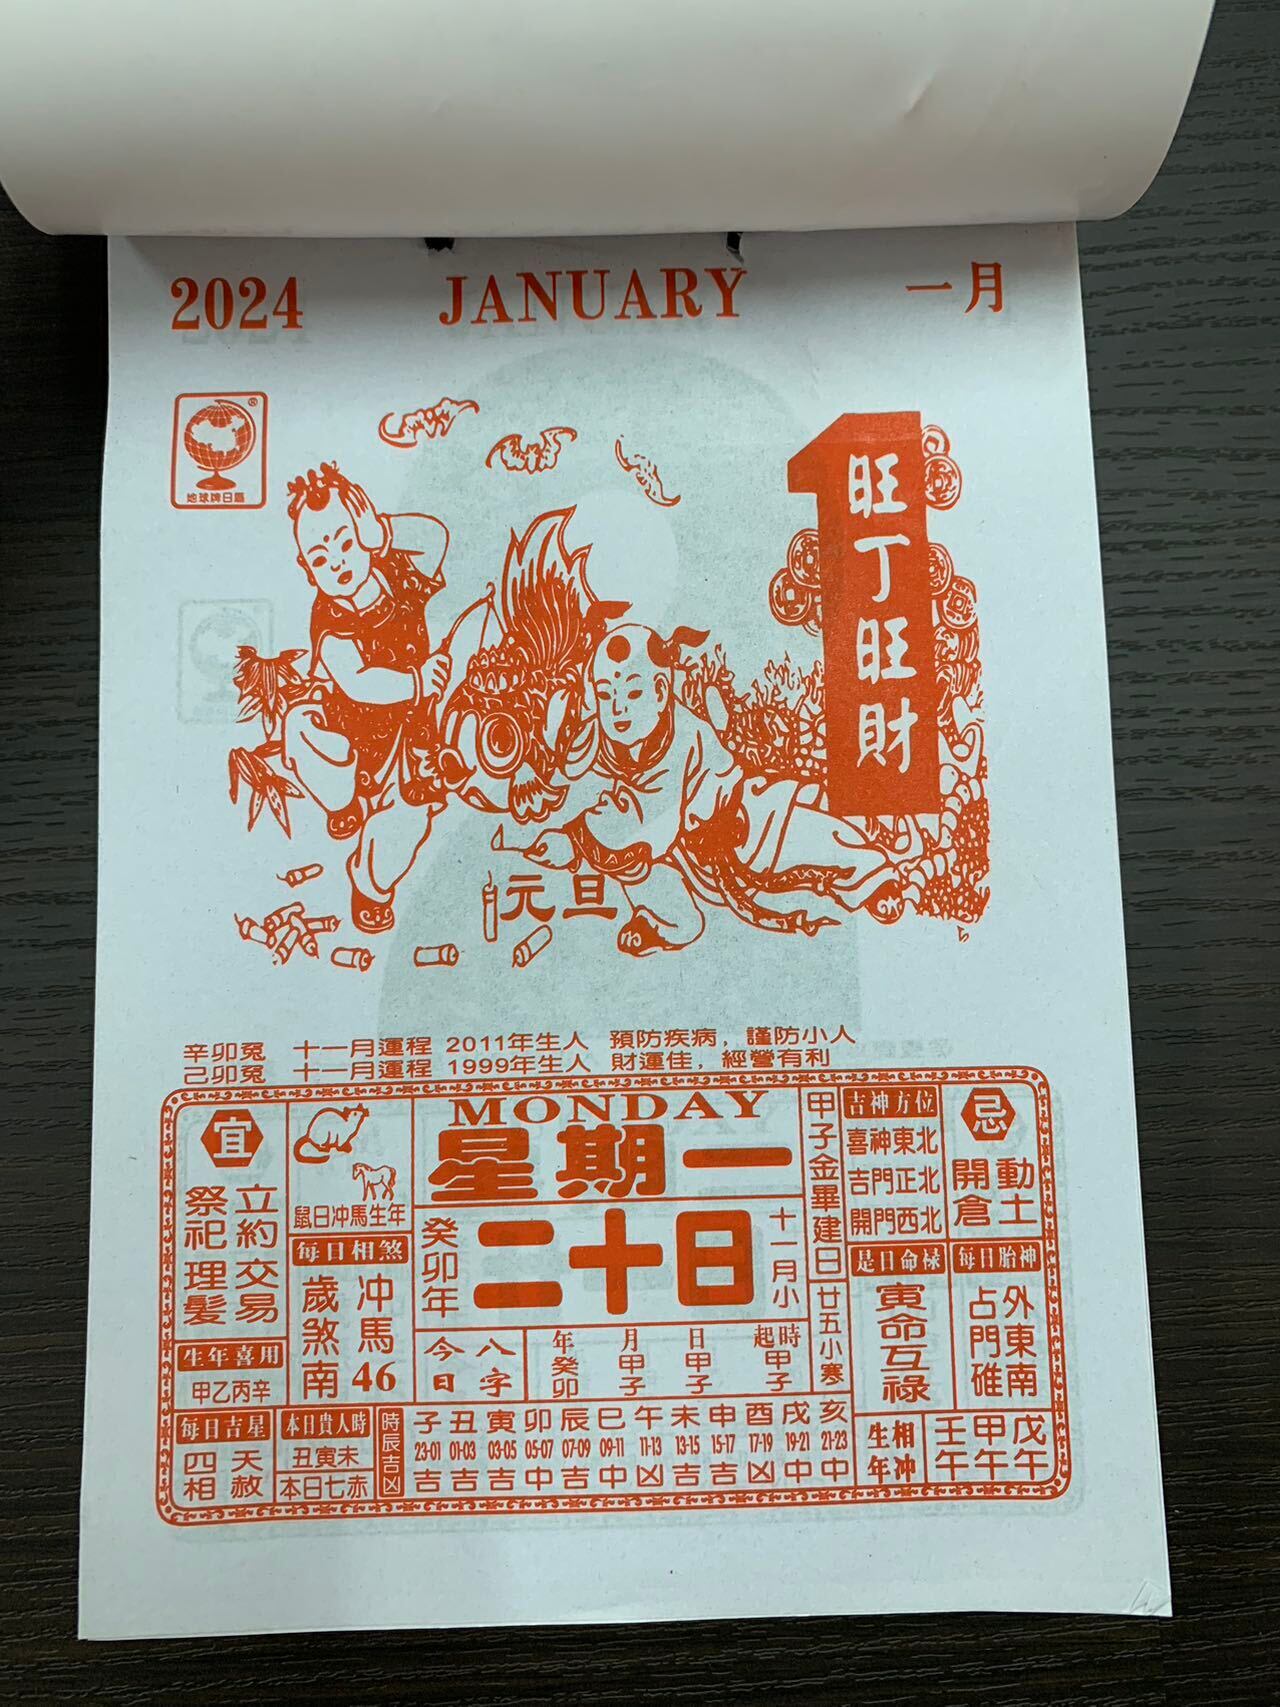 2024 JANUARY 一月
地球牌日曆
旺丁旺財
元旦
辛卯兔 十一月運程 2011年生人 預防疾病，謹防小人
己卯兔 十一月運程 1999年生人 財運佳，經營有利
宜
立約 交易
祭祀 理髮
生年喜用
甲乙丙辛
每日吉星
天赦
四相
鼠日冲馬生年
每日相煞
冲馬46
歲煞南
本日貴人時
丑寅未
本日七赤
MONDAY
星期一
癸卯年
二十日
十一月小
今日八字
年癸卯
月甲子
日甲子
時起甲子
甲子金畢建日
廿五小寒
吉神方位
喜神東北
吉門正北
開門西北
忌
動土
開倉
是日命禄
寅命互祿
每日胎神
外東南
占門碓
時辰吉凶
子 丑 寅 卯 辰 巳 午 未 申 酉 戌 亥
23-01 01-03 03-05 05-07 07-09 09-11 11-13 13-15 15-17 17-19 19-21 21-23
吉 吉 吉 中 吉 中 凶 吉 吉 凶 中 中
相冲生年
戊午
甲午
壬午